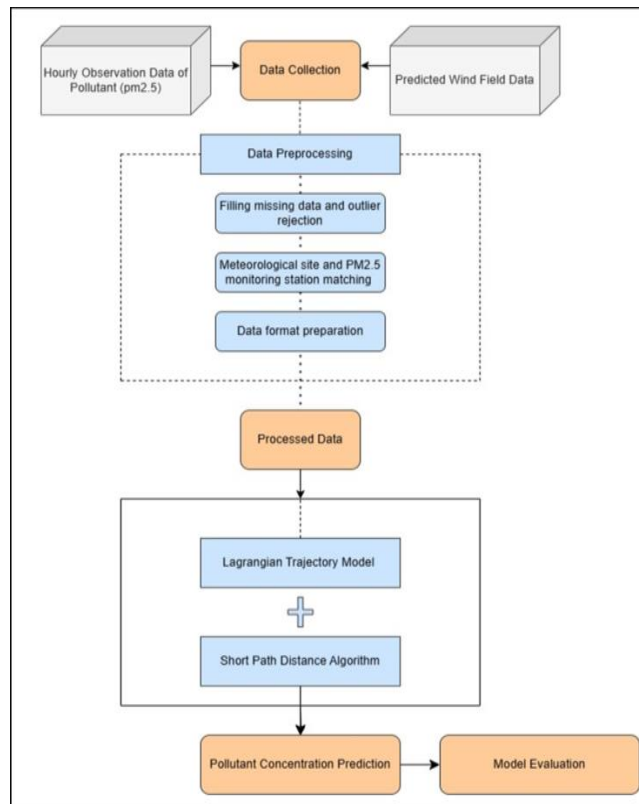 Hourly Observation Data of
Pollutant (pm2.5)
Data Collection
Predicted Wind Field Data
Data Preprocessing
Filling missing data and outlier
rejection
Meteorological site and PM2.5
monitoring station matching
Data format preparation
Processed Data
Lagrangian Trajectory Model
Short Path Distance Algorithm
Pollutant Concentration Prediction
Model Evaluation